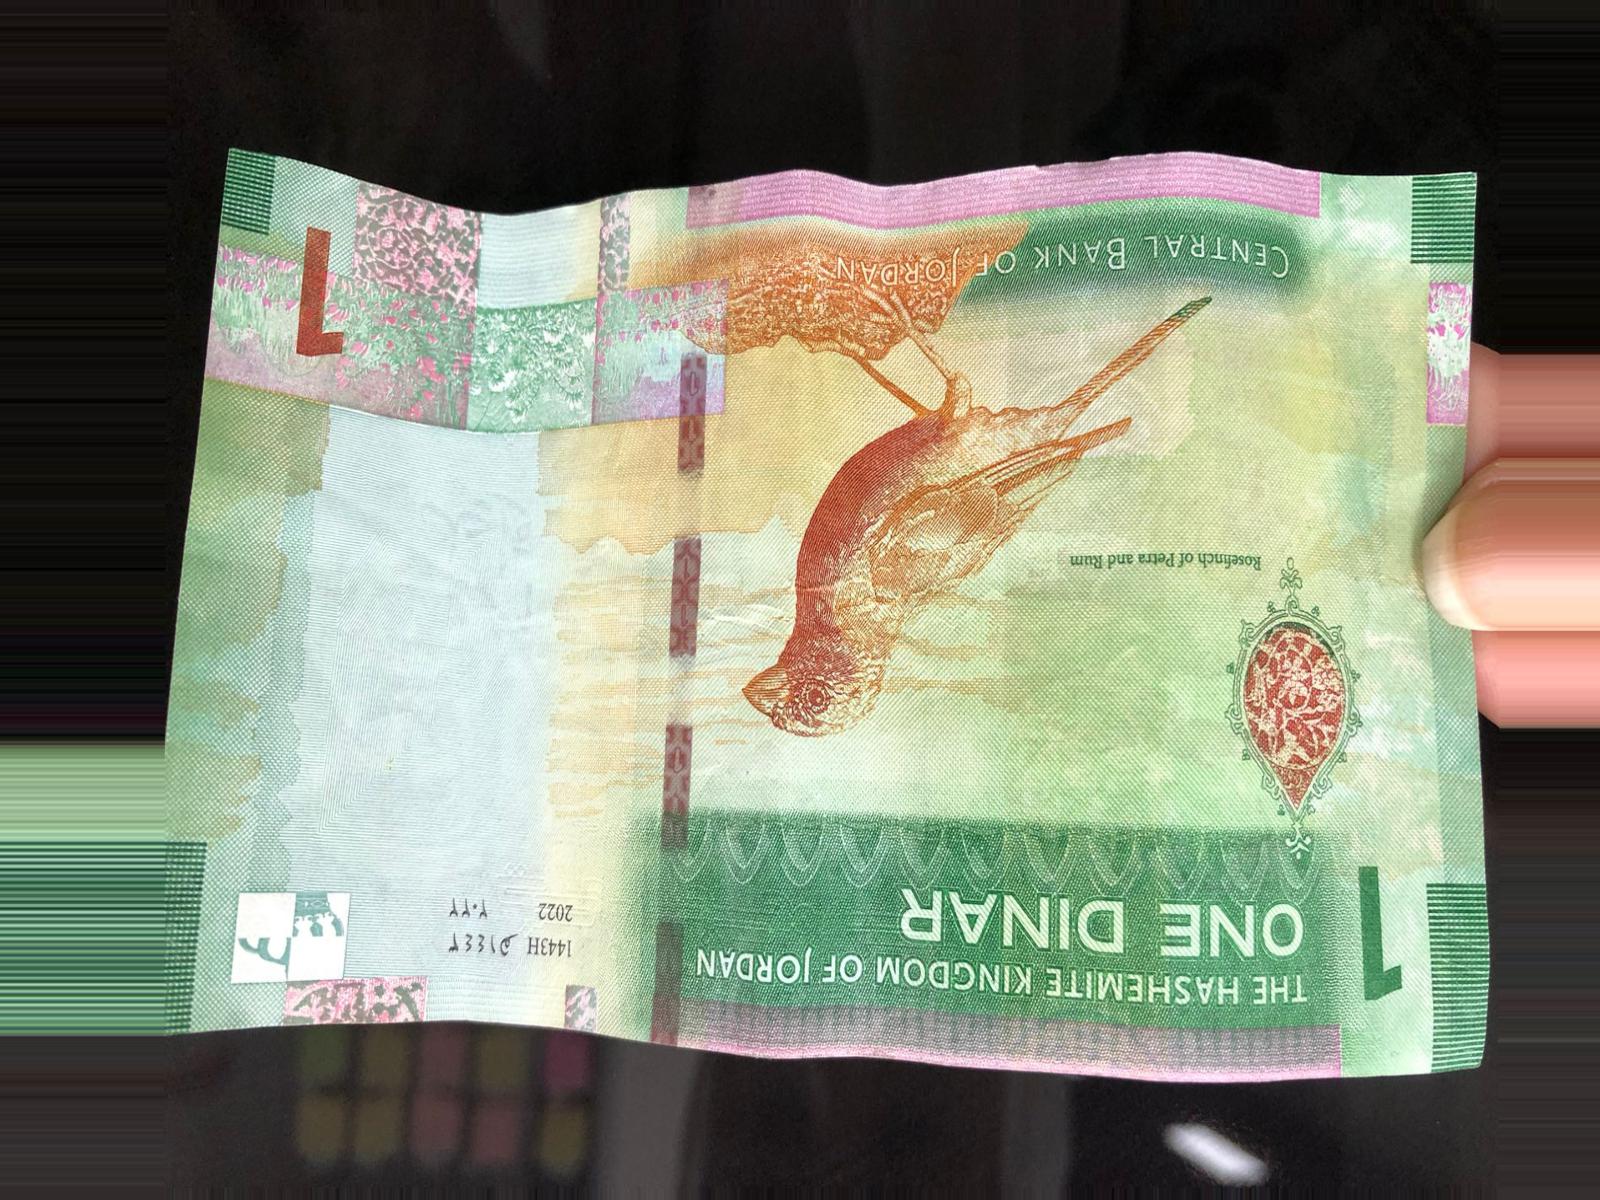 THE HASHEMITE KINGDOM OF JORDAN
ONE DINAR
1
1443H ١٤٤٣هـ
2022 ٢٠٢٢
Rosefinch of Petra and Rum
CENTRAL BANK OF JORDAN
1